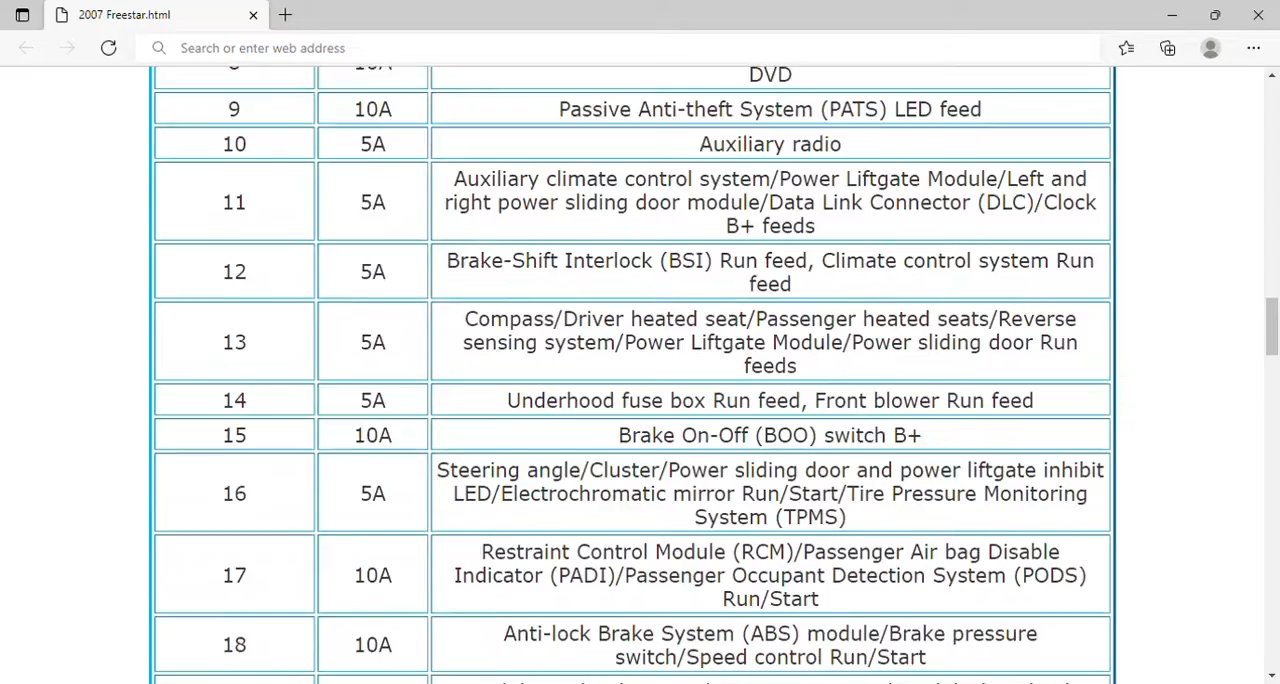 2007 Freestar.html
Search or enter web address
DVD
9 10A Passive Anti-theft System (PATS) LED feed
10 5A Auxiliary radio
11 5A Auxiliary climate control system/Power Liftgate Module/Left and
right power sliding door module/Data Link Connector (DLC)/Clock
B+ feeds
12 5A Brake-Shift Interlock (BSI) Run feed, Climate control system Run
feed
13 5A Compass/Driver heated seat/Passenger heated seats/Reverse
sensing system/Power Liftgate Module/Power sliding door Run
feeds
14 5A Underhood fuse box Run feed, Front blower Run feed
15 10A Brake On-Off (BOO) switch B+
16 5A Steering angle/Cluster/Power sliding door and power liftgate inhibit
LED/Electrochromatic mirror Run/Start/Tire Pressure Monitoring
System (TPMS)
17 10A Restraint Control Module (RCM)/Passenger Air bag Disable
Indicator (PADI)/Passenger Occupant Detection System (PODS)
Run/Start
18 10A Anti-lock Brake System (ABS) module/Brake pressure
switch/Speed control Run/Start